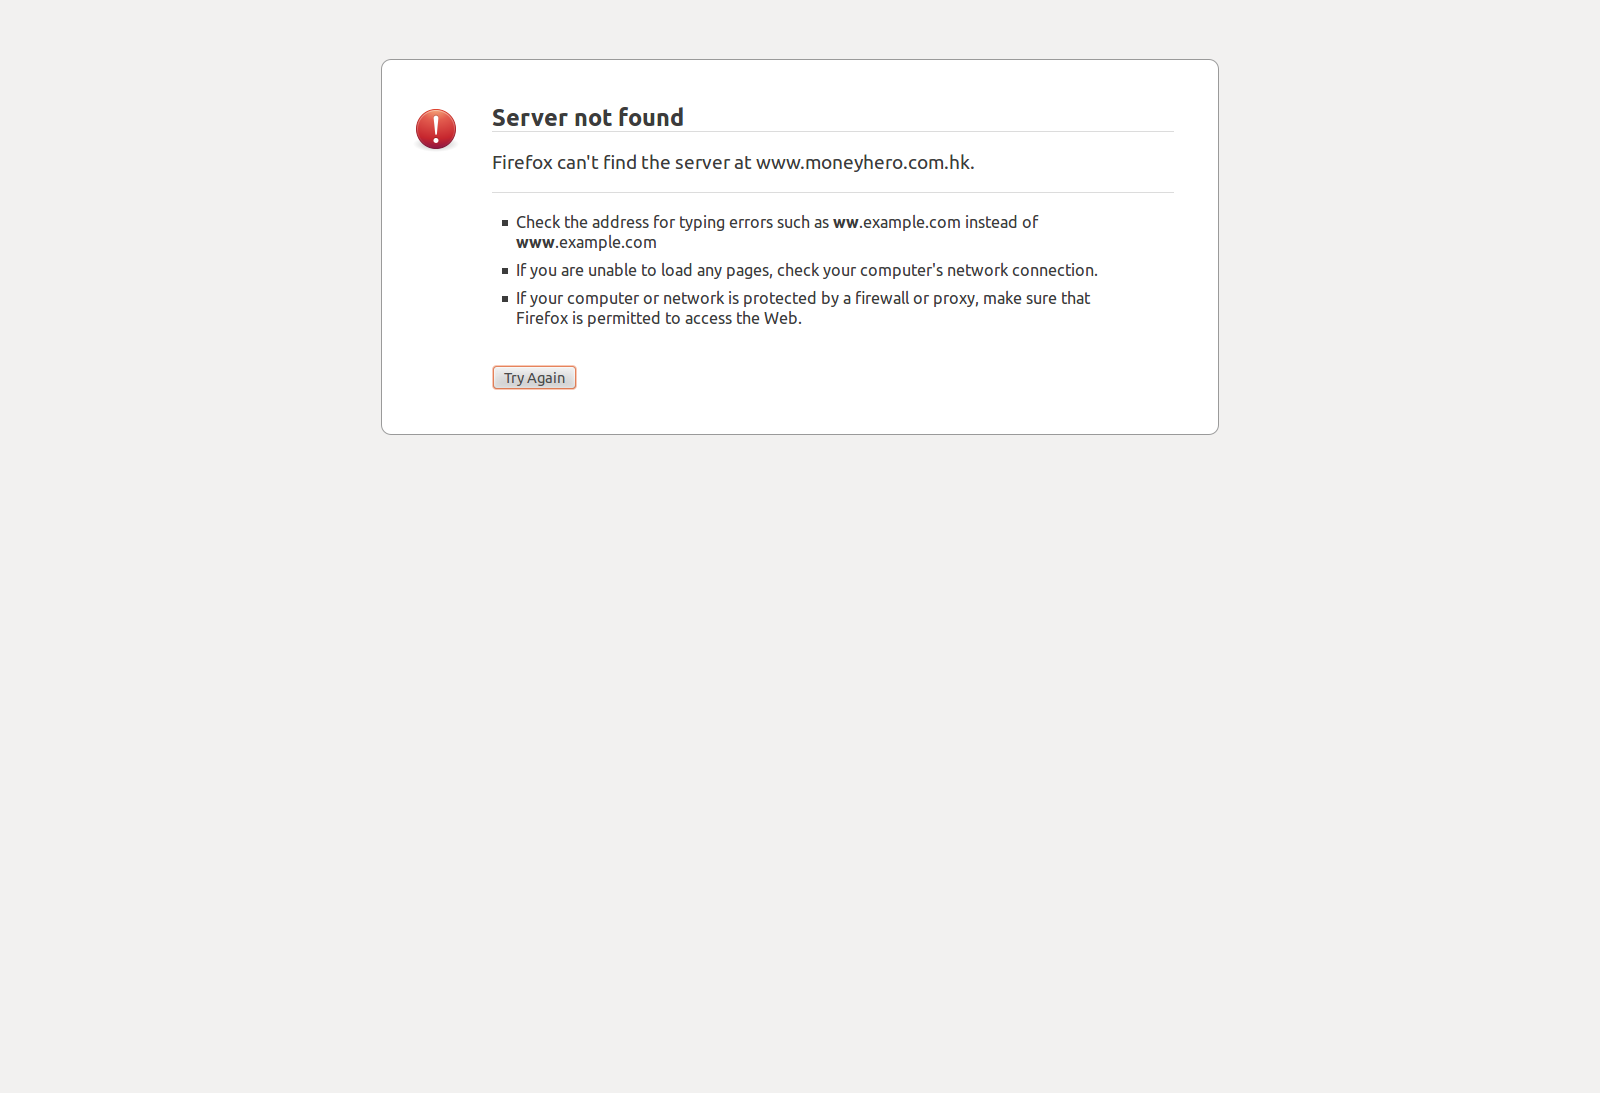 Server not found
Firefox can't find the server at www.moneyhero.com.hk.
Check the address for typing errors such as ww.example.com instead of
www.example.com
If you are unable to load any pages, check your computer's network connection.
If your computer or network is protected by a firewall or proxy, make sure that
Firefox is permitted to access the Web.
Try Again